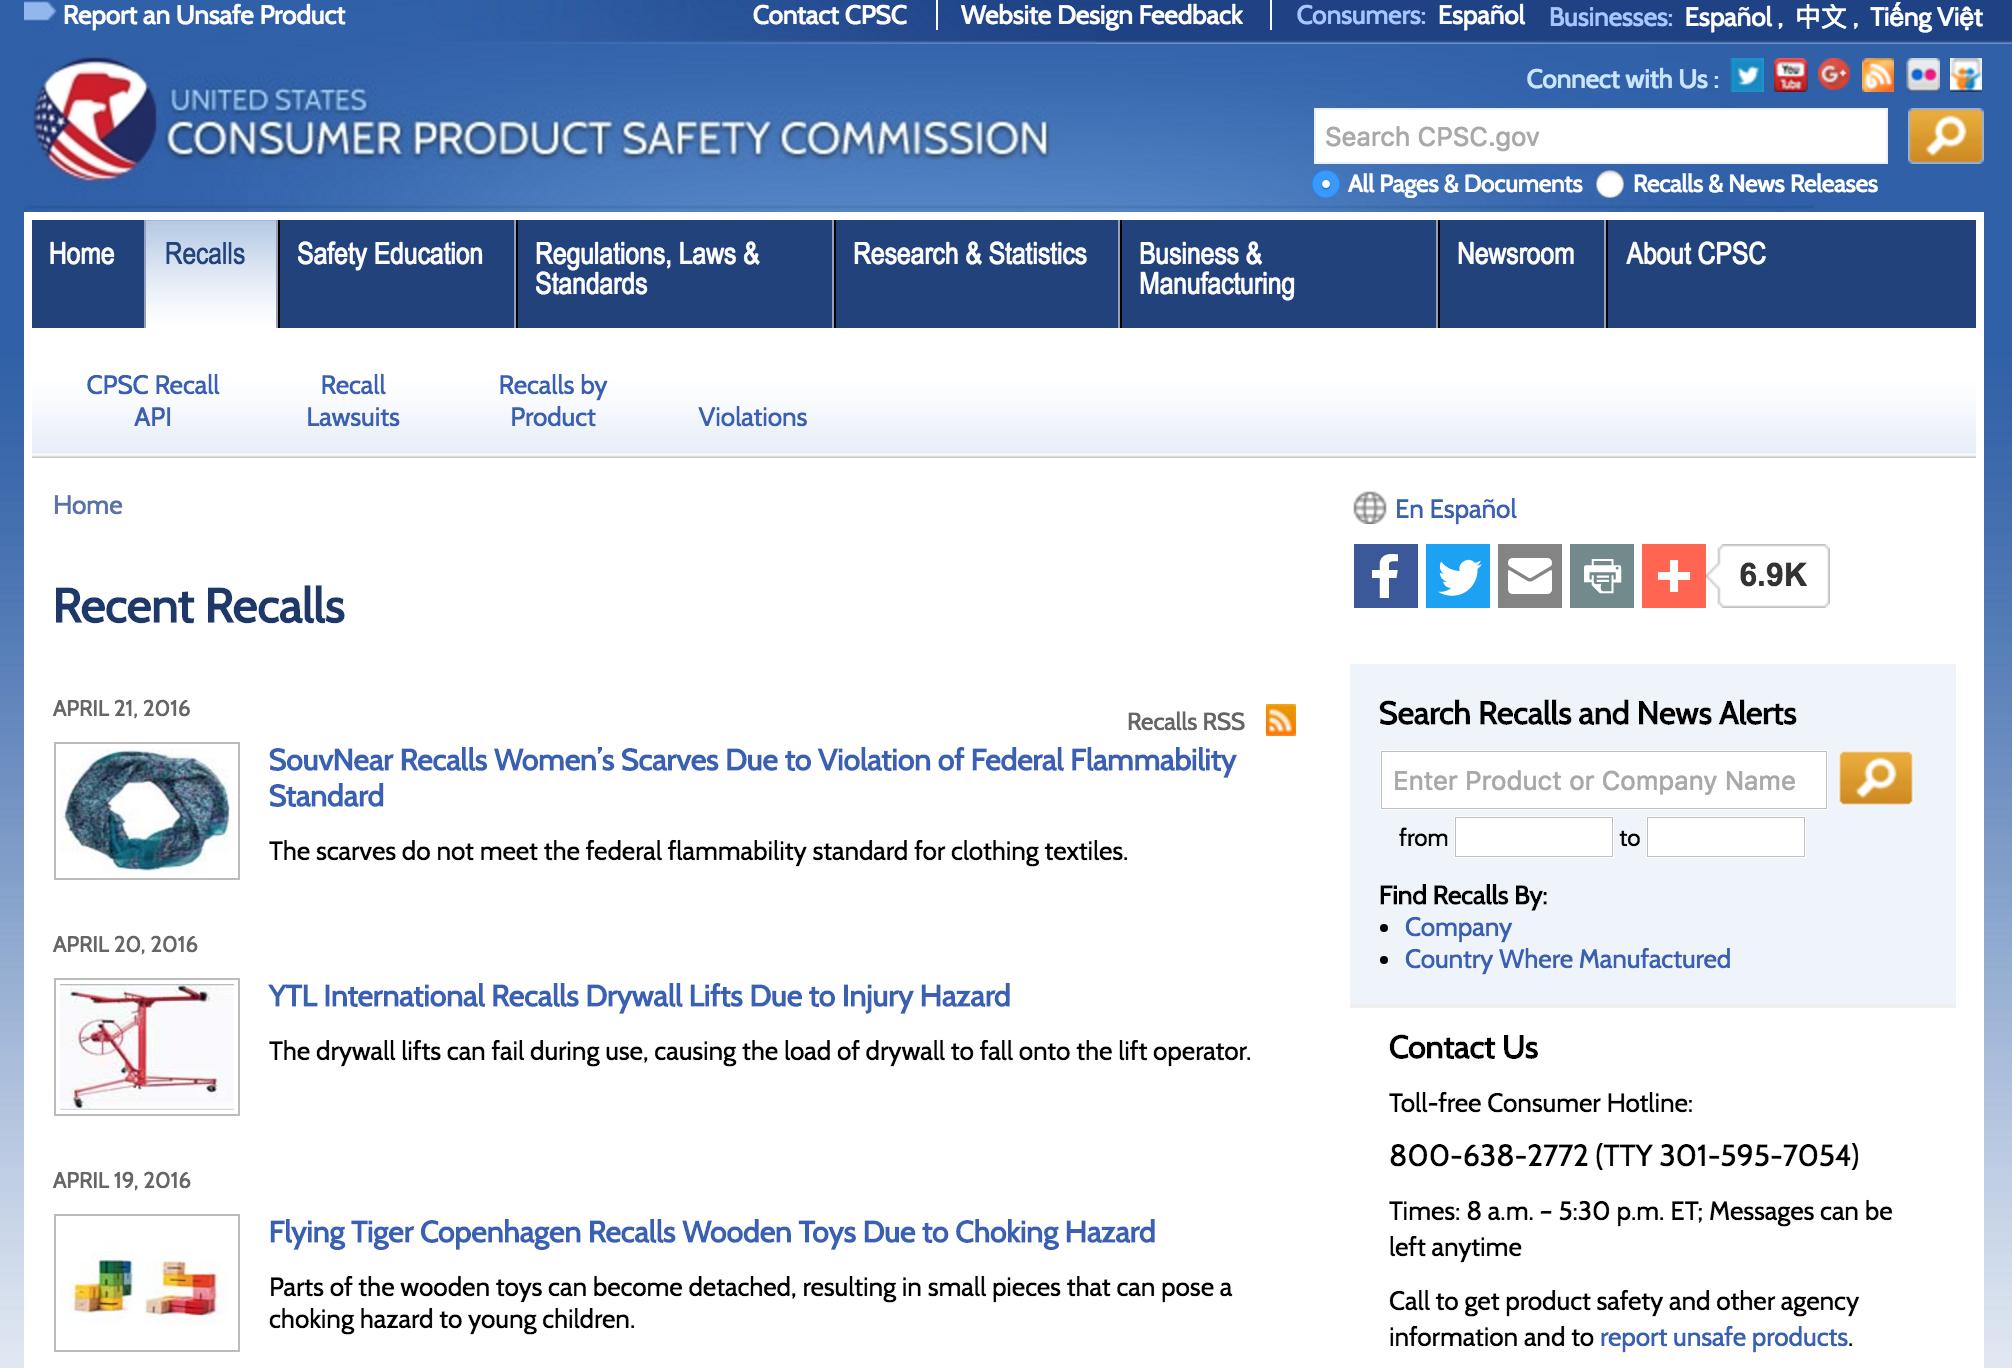 Report an Unsafe Product
Contact CPSC
Website Design Feedback
Consumers: Español
Businesses: Español , 中文 , Tiếng Việt
UNITED STATES
CONSUMER PRODUCT SAFETY COMMISSION
Connect with Us :
You
Tube
G+
Search CPSC.gov
All Pages & Documents
Recalls & News Releases
Home
Recalls
Safety Education
Regulations, Laws &
Standards
Research & Statistics
Business &
Manufacturing
Newsroom
About CPSC
CPSC Recall
API
Recall
Lawsuits
Recalls by
Product
Violations
Home
En Español
6.9K
Recent Recalls
APRIL 21, 2016
Recalls RSS
SouvNear Recalls Women's Scarves Due to Violation of Federal Flammability
Standard
The scarves do not meet the federal flammability standard for clothing textiles.
APRIL 20, 2016
YTL International Recalls Drywall Lifts Due to Injury Hazard
The drywall lifts can fail during use, causing the load of drywall to fall onto the lift operator.
APRIL 19, 2016
Flying Tiger Copenhagen Recalls Wooden Toys Due to Choking Hazard
Parts of the wooden toys can become detached, resulting in small pieces that can pose a
choking hazard to young children.
Search Recalls and News Alerts
Enter Product or Company Name
from
to
Find Recalls By:
• Company
• Country Where Manufactured
Contact Us
Toll-free Consumer Hotline:
800-638-2772 (TTY 301-595-7054)
Times: 8 a.m. – 5:30 p.m. ET; Messages can be
left anytime
Call to get product safety and other agency
information and to report unsafe products.